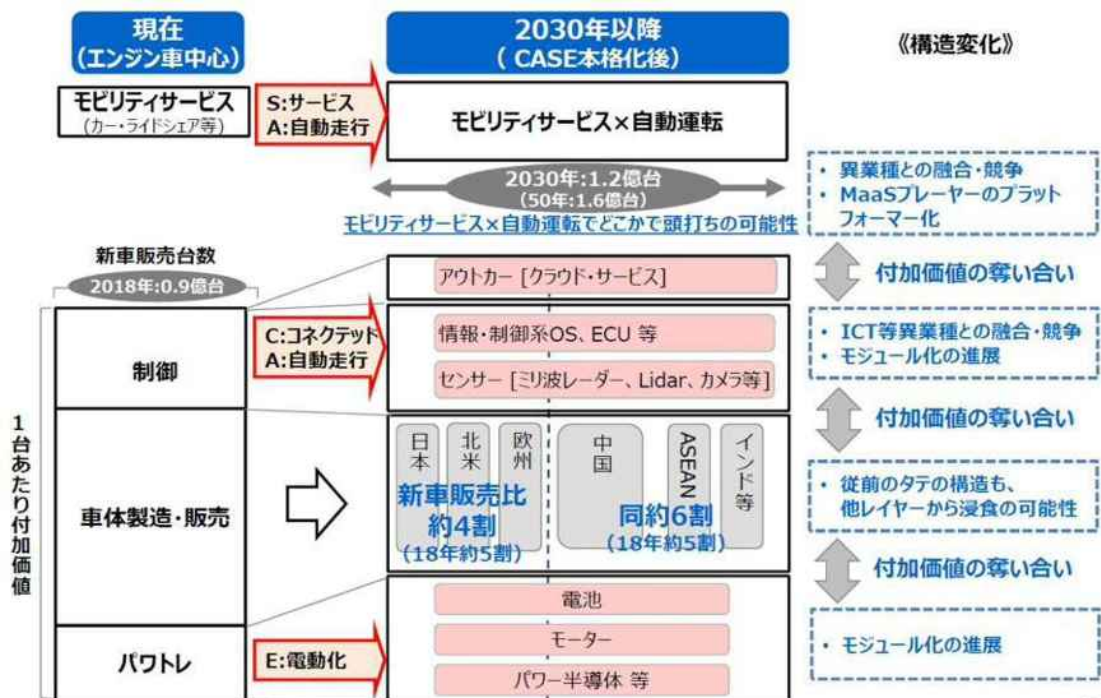 現在
(エンジン車中心)
2030年以降
( CASE本格化後)
《構造変化》
モビリティサービス
(カー・ライドシェア等)
S:サービス
A:自動走行
モビリティサービス×自動運転
2030年:1.2億台
(50年:1.6億台)
モビリティサービス×自動運転でどこかで頭打ちの可能性
・ 異業種との融合・競争
・ MaaSプレーヤーのプラット
フォーマー化
付加価値の奪い合い
新車販売台数
2018年:0.9億台
1台あたり付加価値
制御
C:コネクテッド
A:自動走行
アウトカー [クラウド・サービス]
情報・制御系OS、ECU 等
センサー [ミリ波レーダー、Lidar、カメラ等]
・ ICT等異業種との融合・競争
・ モジュール化の進展
付加価値の奪い合い
車体製造・販売
日本
北米
欧州
中国
ASEAN
インド等
新車販売比
約4割
(18年約5割)
同約6割
(18年約5割)
・ 従前のタテの構造も、
他レイヤーから浸食の可能性
付加価値の奪い合い
パワトレ
E:電動化
電池
モーター
パワー半導体 等
・ モジュール化の進展